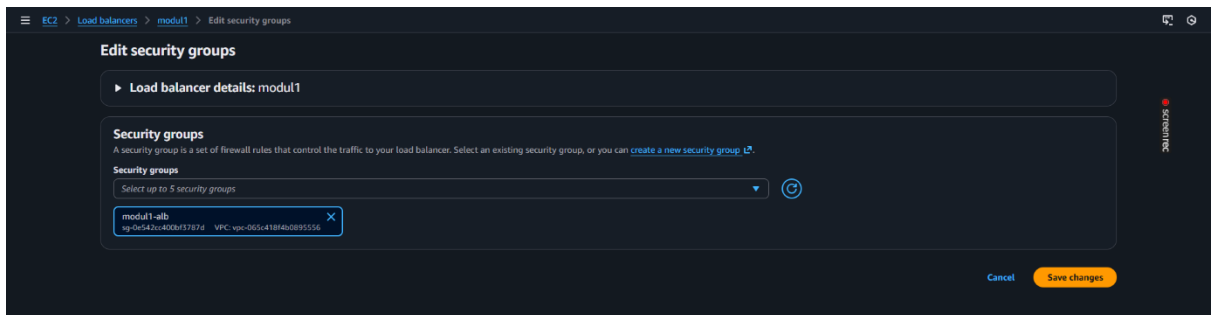 EC2 > Load balancers > modul1 > Edit security groups
Edit security groups
Load balancer details: modul1
Security groups
A security group is a set of firewall rules that control the traffic to your load balancer. Select an existing security group, or you can create a new security group.
Security groups
Select up to 5 security groups
modul1-alb
sg-0e542cc400bf3787d VPC: vpc-065c418f4b0895556
Cancel Save changes
screenrec